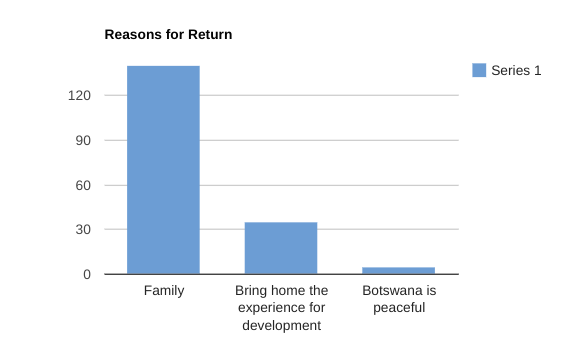 Reasons for Return
Series 1
120
90
60
30
0
Family
Bring home the
experience for
development
Botswana is
peaceful